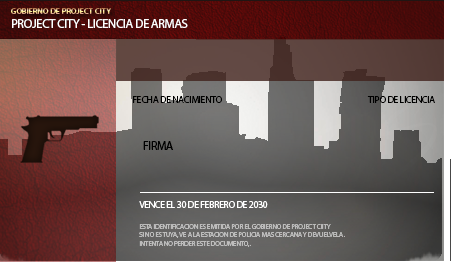 GOBIERNO DE PROJECT CITY
PROJECT CITY - LICENCIA DE ARMAS
FECHA DE NACIMIENTO TIPO DE LICENCIA
FIRMA
VENCE EL 30 DE FEBRERO DE 2030
ESTA IDENTIFICACION ES EMITIDA POR EL GOBIERNO DE PROJECT CITY
SI NO ES TUYA, VE A LA ESTACION DE POLICIA MAS CERCANA Y DEVUELVELA.
INTENTA NO PERDER ESTE DOCUMENTO,.